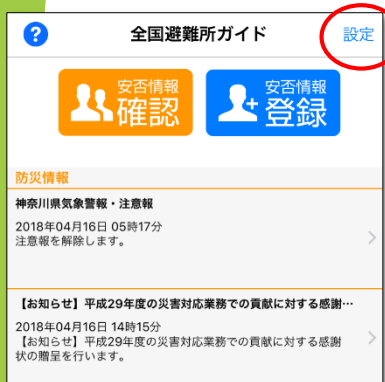 ?
全国避難所ガイド
設定
安否情報
確認
安否情報
登録
防災情報
神奈川県気象警報・注意報
2018年04月16日 05時17分
注意報を解除します。
【お知らせ】平成29年度の災害対応業務での貢献に対する感謝…
2018年04月16日 14時15分
【お知らせ】平成29年度の災害対応業務での貢献に対する感謝
状の贈呈を行います。